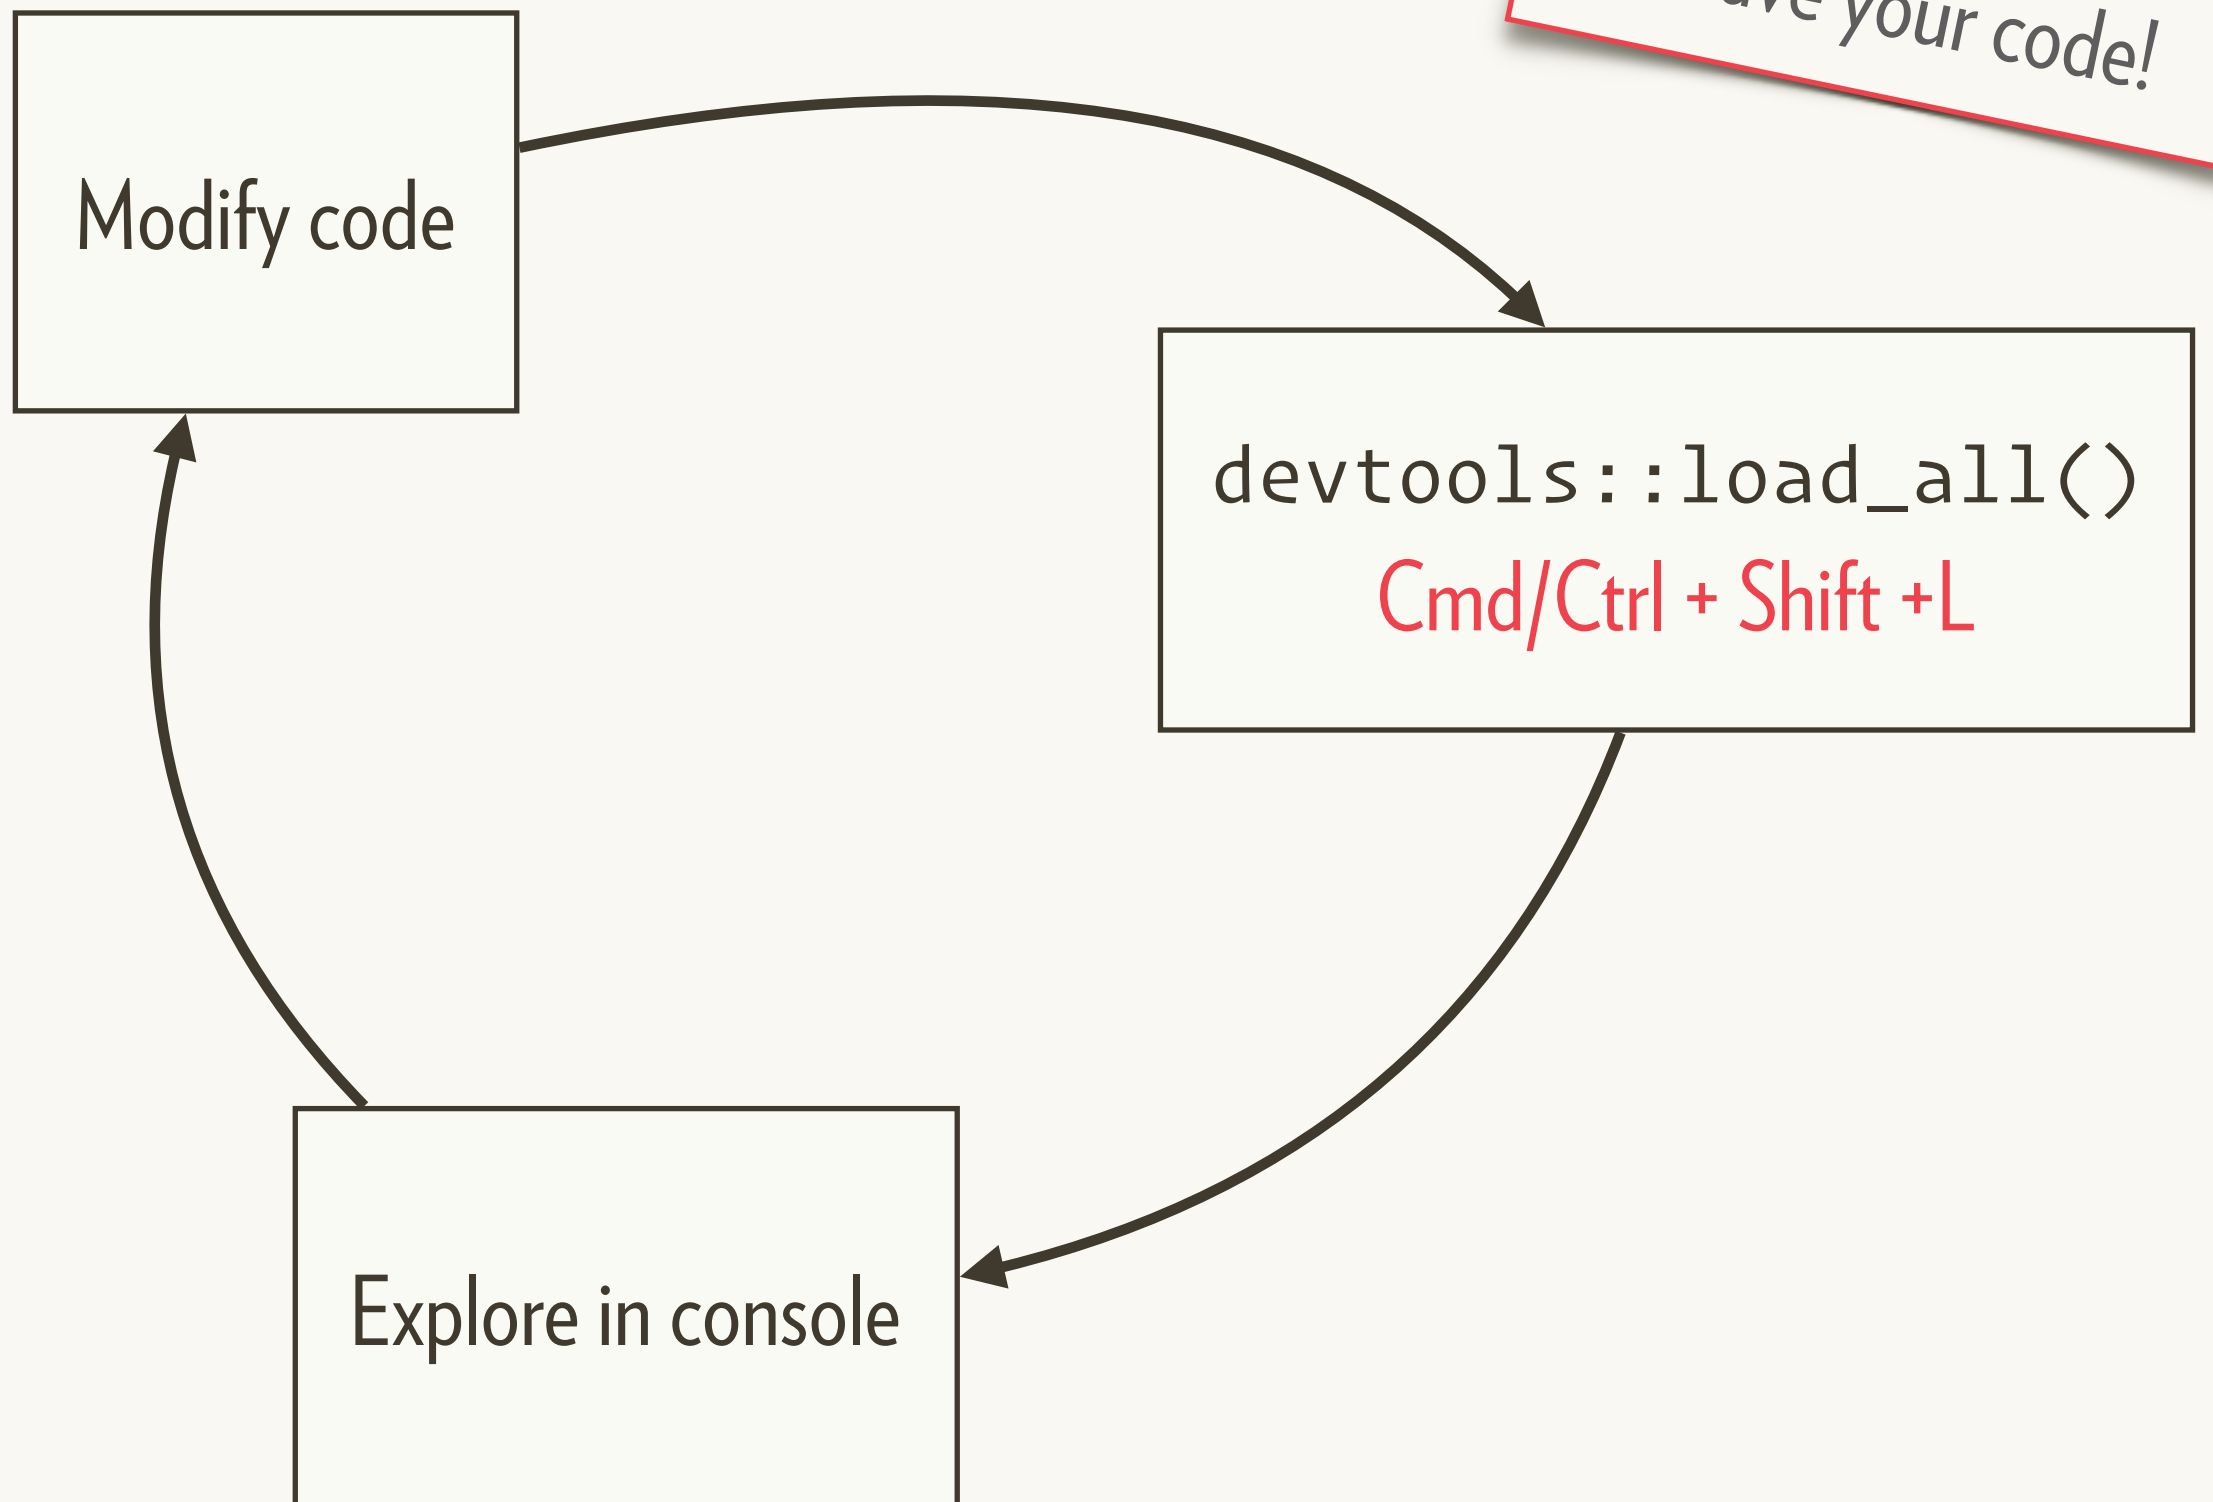 your code!
Modify code
devtools::load_all()
Cmd/Ctrl + Shift +L
Explore in console